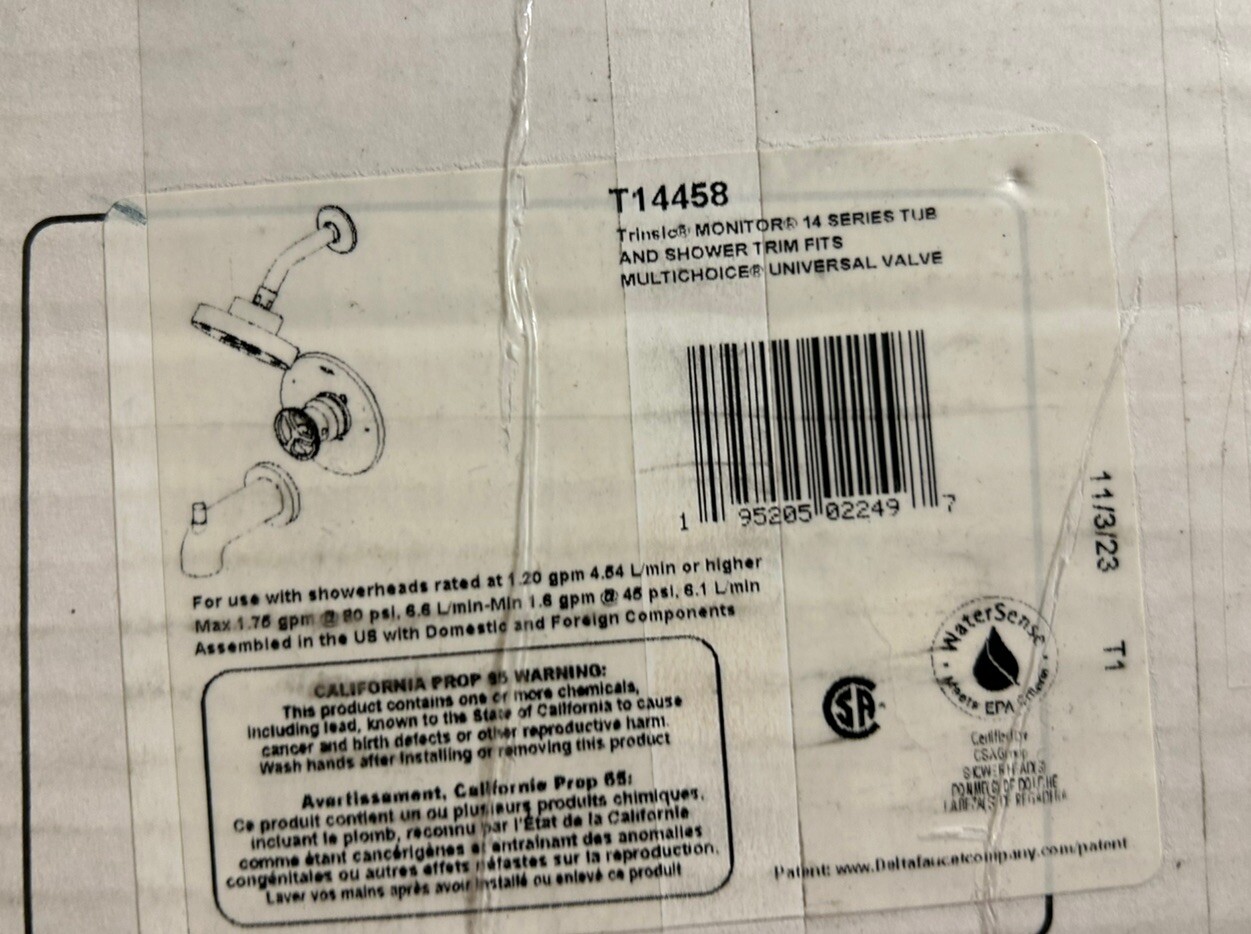 T14458
Trinsic® MONITOR® 14 SERIES TUB
AND SHOWER TRIM FITS
MULTICHOICE® UNIVERSAL VALVE
1 95205 02249 7
11/3/23 T1
For use with showerheads rated at 1.20 gpm 4.54 L/min or higher
Max 1.75 gpm @ 80 psi, 6.6 L/min-Min 1.6 gpm @ 45 psi, 6.1 L/min
Assembled in the US with Domestic and Foreign Components
CALIFORNIA PROP 65 WARNING:
This product contains one or more chemicals,
including lead, known to the State of California to cause
cancer and birth defects or other reproductive harm.
Wash hands after installing or removing this product
Avertissement, Californie Prop 65:
Ce produit contient un ou plusieurs produits chimiques,
incluant le plomb, reconnu par l'État de la Californie
comme étant cancérigènes et entraînant des anomalies
congénitales ou autres effets néfastes sur la reproduction.
Laver vos mains après avoir installé ou enlevé ce produit
CSA
WaterSense
Meets EPA Criteria
Certified by
CSA Group
SHOWERHEADS
POMMES DE DOUCHE
Patent: www.Deltafaucetcompany.com/patent